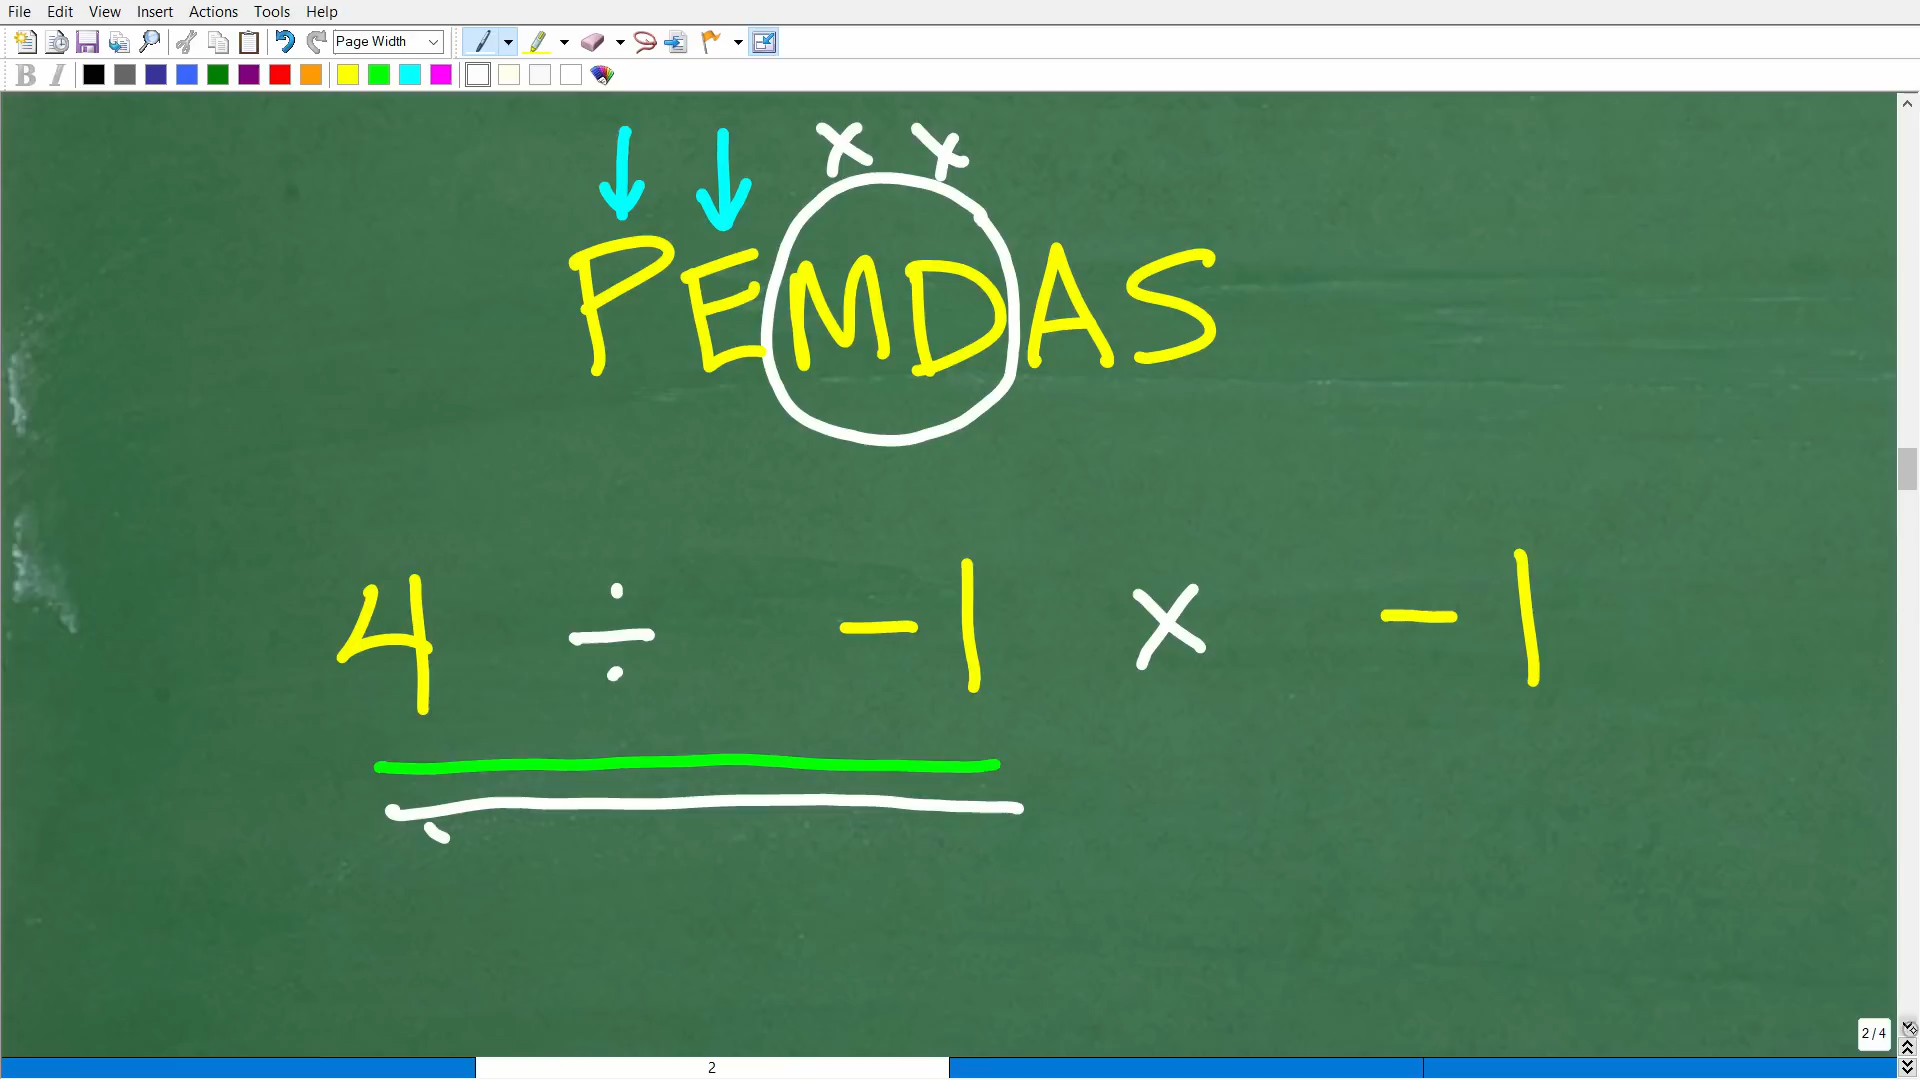 File Edit View Insert Actions Tools Help
Page Width
B I
x x
PEMDAS
4 ÷ -1 × -1
2 / 4
2